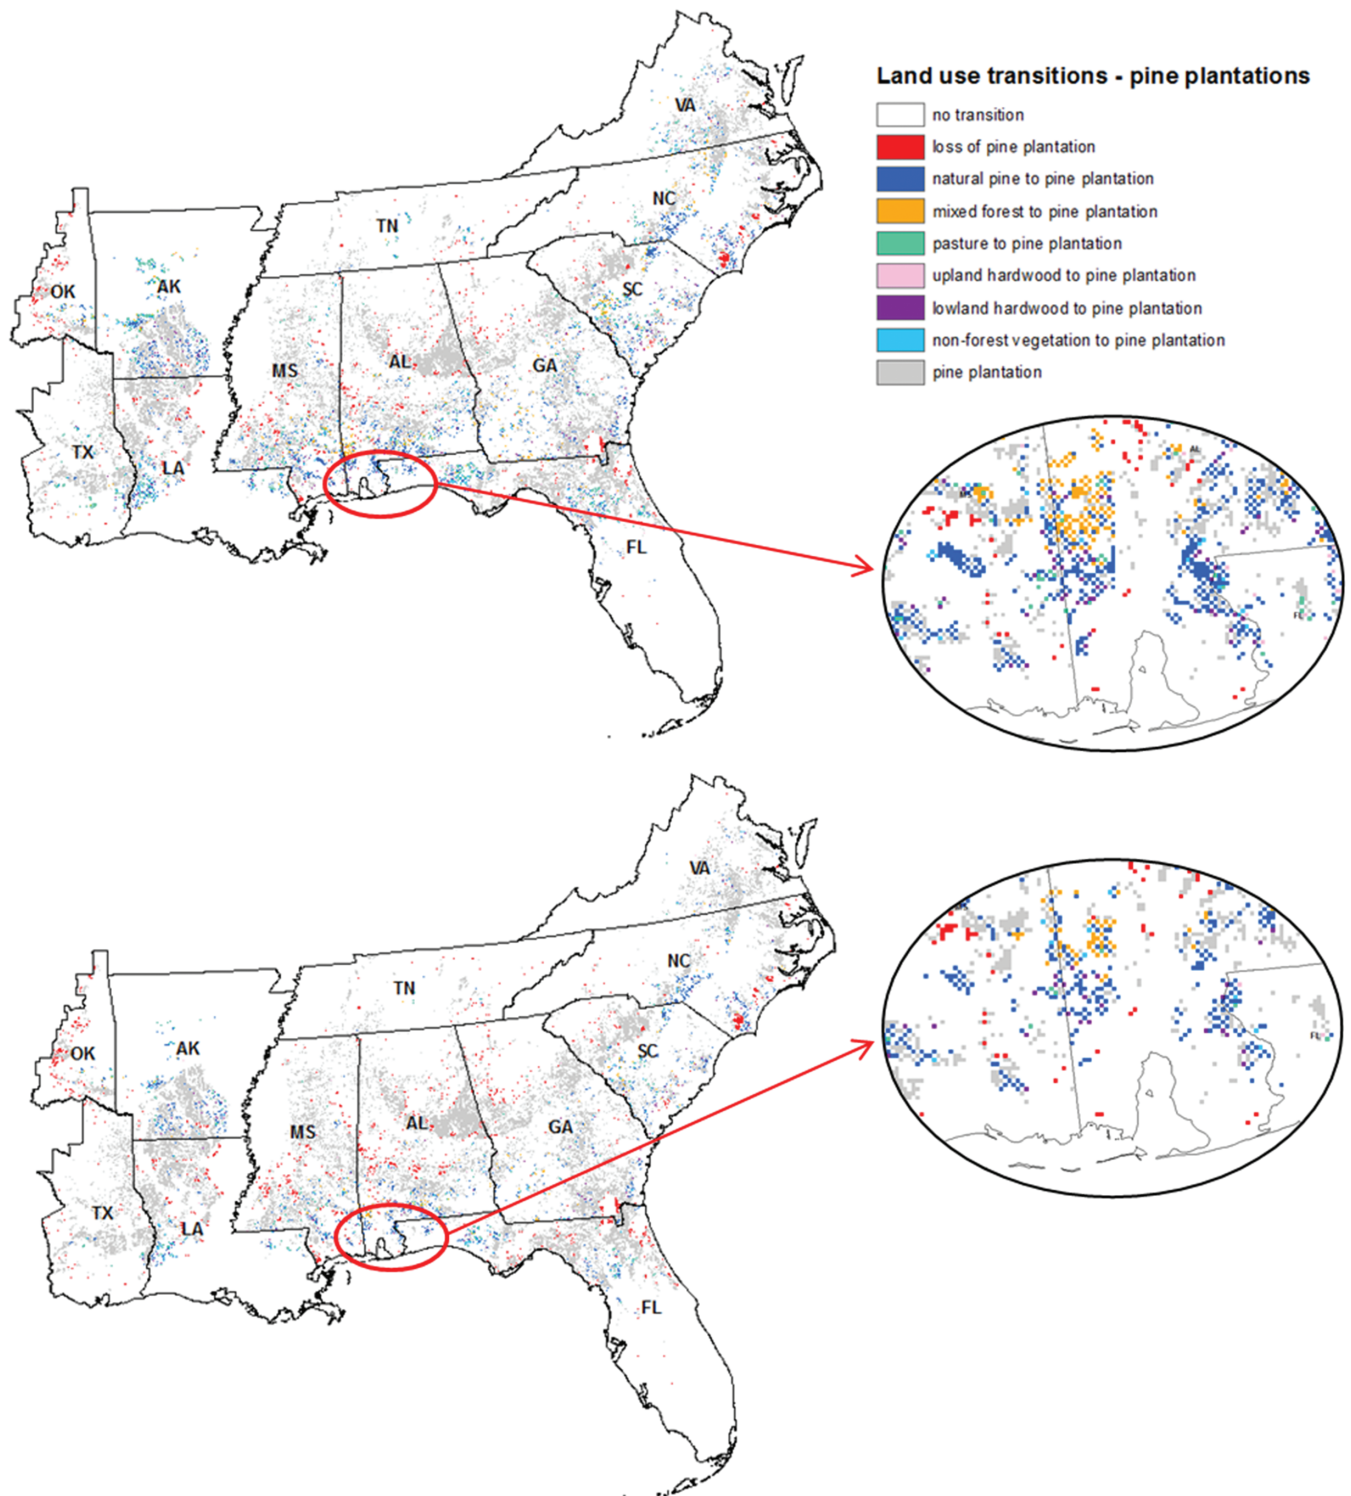 Land use transitions - pine plantations
no transition
loss of pine plantation
natural pine to pine plantation
mixed forest to pine plantation
pasture to pine plantation
upland hardwood to pine plantation
lowland hardwood to pine plantation
non-forest vegetation to pine plantation
pine plantation
VA
NC
TN
OK
AK
SC
MS
AL
GA
TX
LA
FL
AL
FL
VA
NC
TN
OK
AK
SC
MS
AL
GA
TX
LA
FL
FL